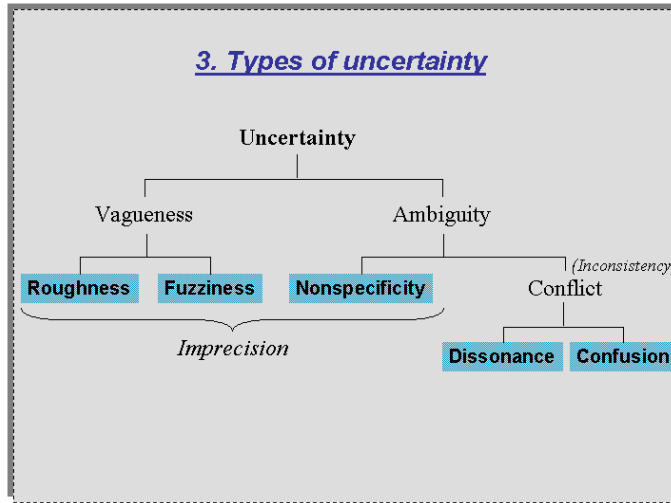 3. Types of uncertainty
Uncertainty
Vagueness Ambiguity
(Inconsistency
Roughness Fuzziness Nonspecificity Conflict
Imprecision
Dissonance Confusion